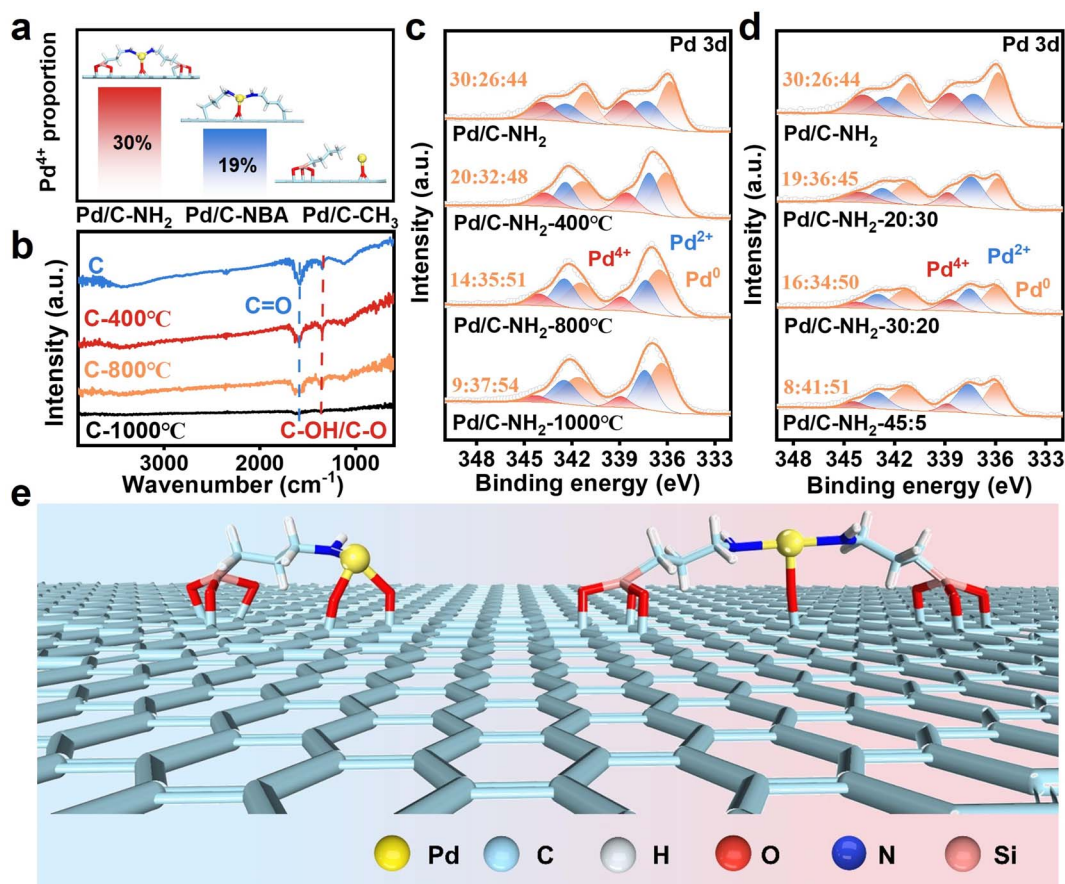 a
Pd⁴⁺ proportion
30%
19%
Pd/C-NH₂ Pd/C-NBA Pd/C-CH₃
b
Intensity (a.u.)
C
C=O
C-400℃
C-800℃
C-1000℃
C-OH/C-O
3000 2000 1000
Wavenumber (cm⁻¹)
c
Pd 3d
Intensity (a.u.)
30:26:44
Pd/C-NH₂
20:32:48
Pd/C-NH₂-400℃
Pd⁴⁺
Pd²⁺
Pd⁰
14:35:51
Pd/C-NH₂-800℃
9:37:54
Pd/C-NH₂-1000℃
348 345 342 339 336 333
Binding energy (eV)
d
Pd 3d
Intensity (a.u.)
30:26:44
Pd/C-NH₂
19:36:45
Pd/C-NH₂-20:30
Pd⁴⁺
Pd²⁺
Pd⁰
16:34:50
Pd/C-NH₂-30:20
8:41:51
Pd/C-NH₂-45:5
348 345 342 339 336 333
Binding energy (eV)
e
Pd C H O N Si